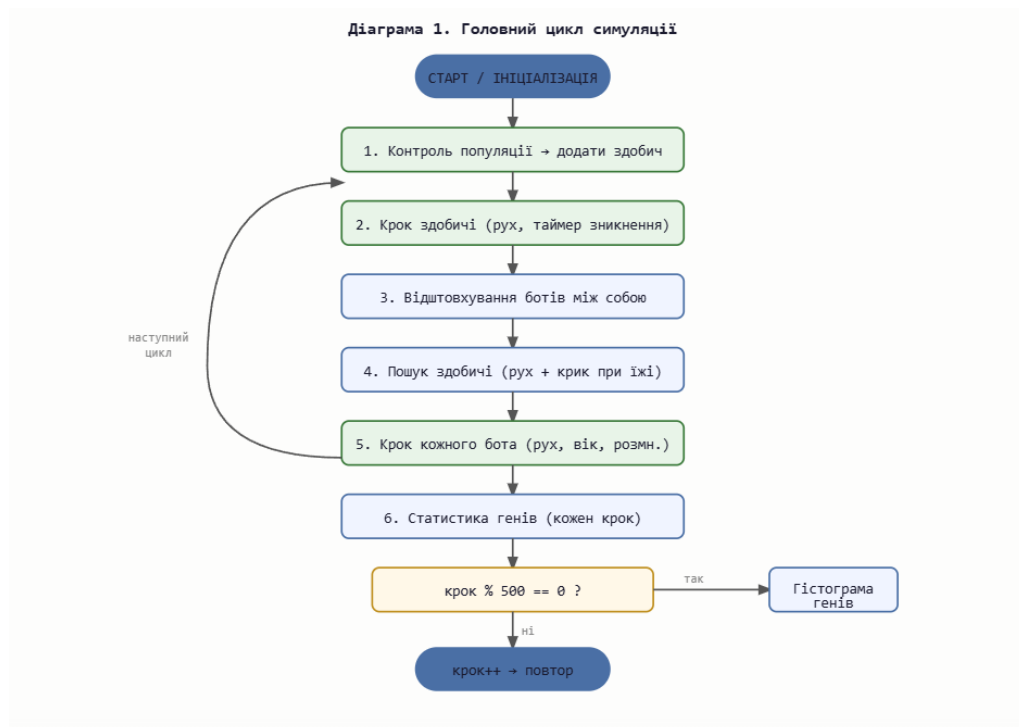 Діаграма 1. Головний цикл симуляції
СТАРТ / ІНІЦІАЛІЗАЦІЯ
1. Контроль популяції → додати здобич
2. Крок здобичі (рух, таймер зникнення)
3. Відштовхування ботів між собою
наступний
цикл
4. Пошук здобичі (рух + крик при їжі)
5. Крок кожного бота (рух, вік, розмн.)
6. Статистика генів (кожен крок)
крок % 500 == 0 ?
так
Гістограма
генів
ні
крок++ → повтор